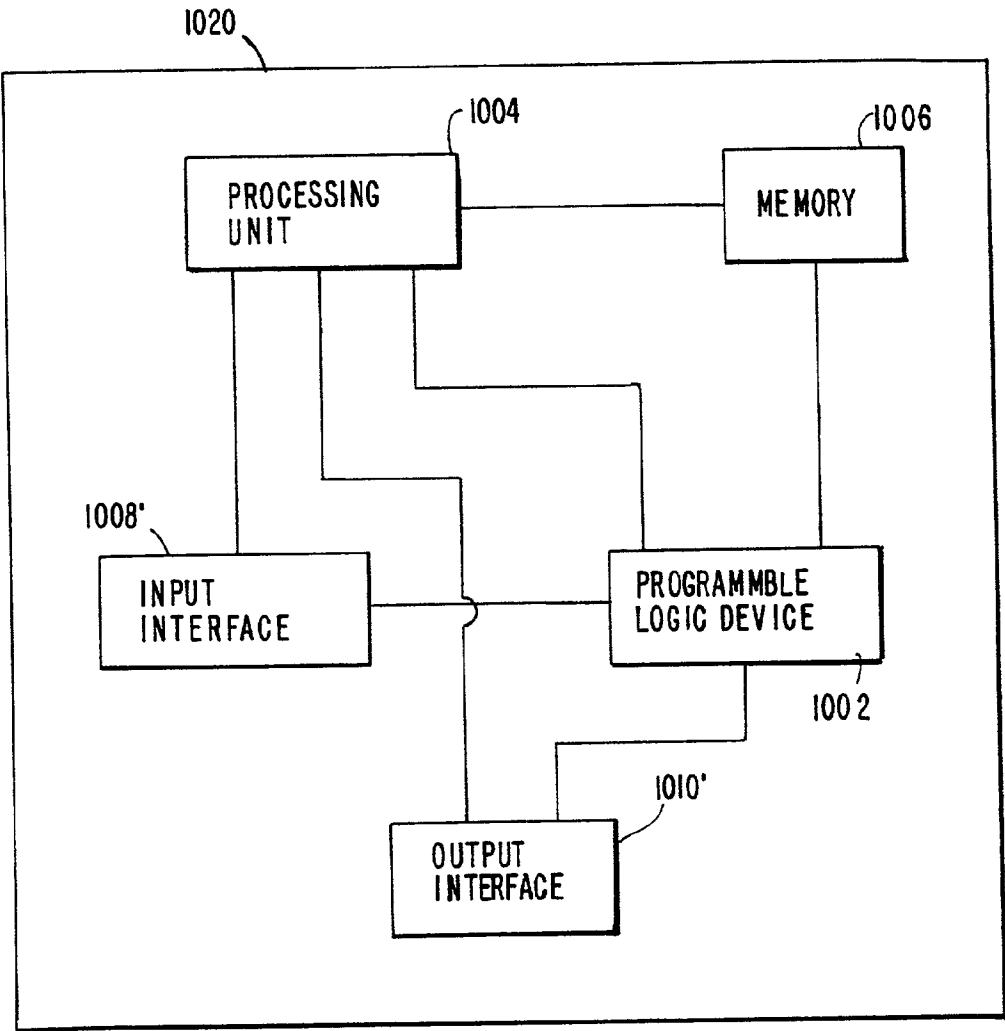 1020
1004
PROCESSING
UNIT
1006
MEMORY
1008'
INPUT
INTERFACE
PROGRAMMBLE
LOGIC DEVICE
1002
1010'
OUTPUT
INTERFACE